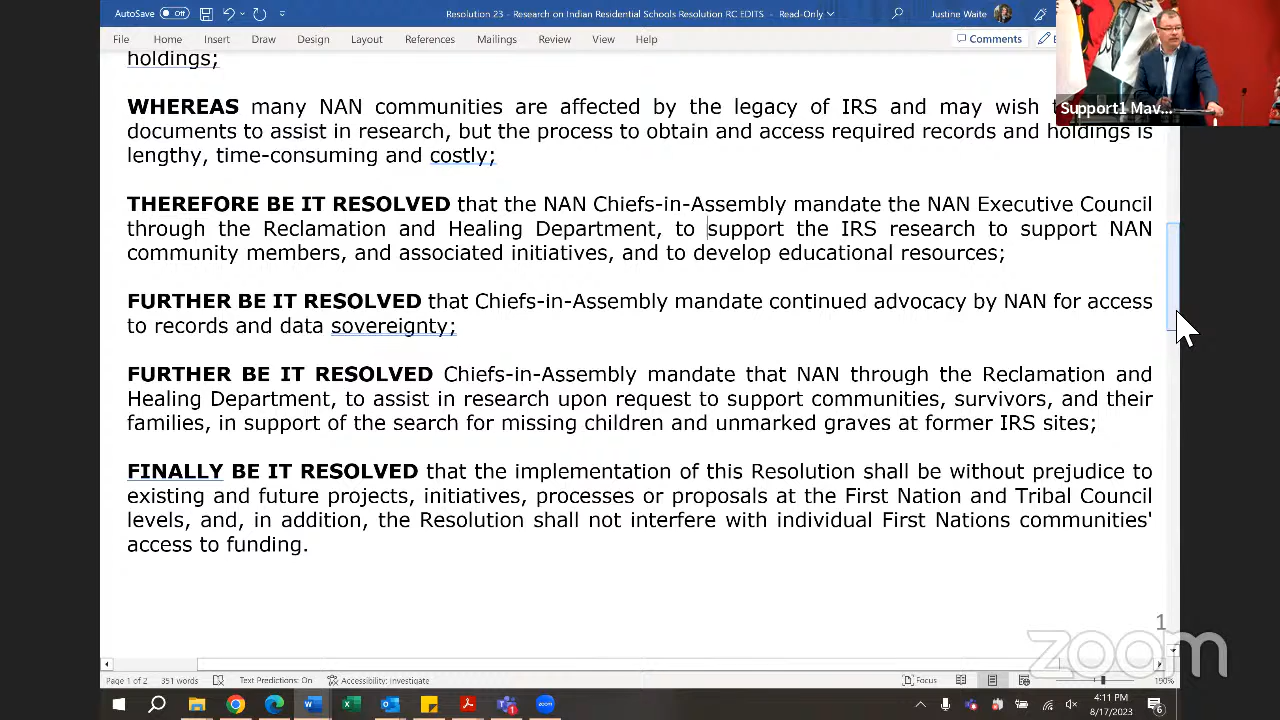 AutoSave Off Resolution 23 - Research on Indian Residential Schools Resolution RC.EDITS - Read-Only Justine Waite
File Home Insert Draw Design Layout References Mailings Review View Help Comments
Support1 Mav...
holdings;
WHEREAS many NAN communities are affected by the legacy of IRS and may wish
documents to assist in research, but the process to obtain and access required records and holdings is
lengthy, time-consuming and costly;
THEREFORE BE IT RESOLVED that the NAN Chiefs-in-Assembly mandate the NAN Executive Council
through the Reclamation and Healing Department, to support the IRS research to support NAN
community members, and associated initiatives, and to develop educational resources;
FURTHER BE IT RESOLVED that Chiefs-in-Assembly mandate continued advocacy by NAN for access
to records and data sovereignty;
FURTHER BE IT RESOLVED Chiefs-in-Assembly mandate that NAN through the Reclamation and
Healing Department, to assist in research upon request to support communities, survivors, and their
families, in support of the search for missing children and unmarked graves at former IRS sites;
FINALLY BE IT RESOLVED that the implementation of this Resolution shall be without prejudice to
existing and future projects, initiatives, processes or proposals at the First Nation and Tribal Council
levels, and, in addition, the Resolution shall not interfere with individual First Nations communities'
access to funding.
1
zoom
Page 1 of 2 351 words Text Predictions: On Accessibility: Investigate Focus 190%
4:11 PM
8/17/2023
6